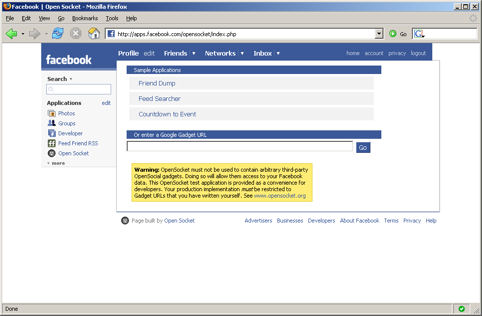 Facebook | Open Socket - Mozilla Firefox
File Edit View Go Bookmarks Tools Help
http://apps.facebook.com/opensocket/index.php
Go
facebook
Profile edit Friends ▼ Networks ▼ Inbox ▼ home account privacy logout
Search ▾
Applications edit
Photos
Groups
Developer
Feed Friend RSS
Open Socket
▾ more
Sample Applications
Friend Dump
Feed Searcher
Countdown to Event
Or enter a Google Gadget URL
Go
Warning: OpenSocket must not be used to contain arbitrary third-party
OpenSocial gadgets. Doing so will allow them access to your Facebook
data. This OpenSocket test application is provided as a convenience for
developers. Your production implementation must be restricted to
Gadget URLs that you have written yourself. See www.opensocket.org
Page built by Open Socket Advertisers Businesses Developers About Facebook Terms Privacy Help
Done